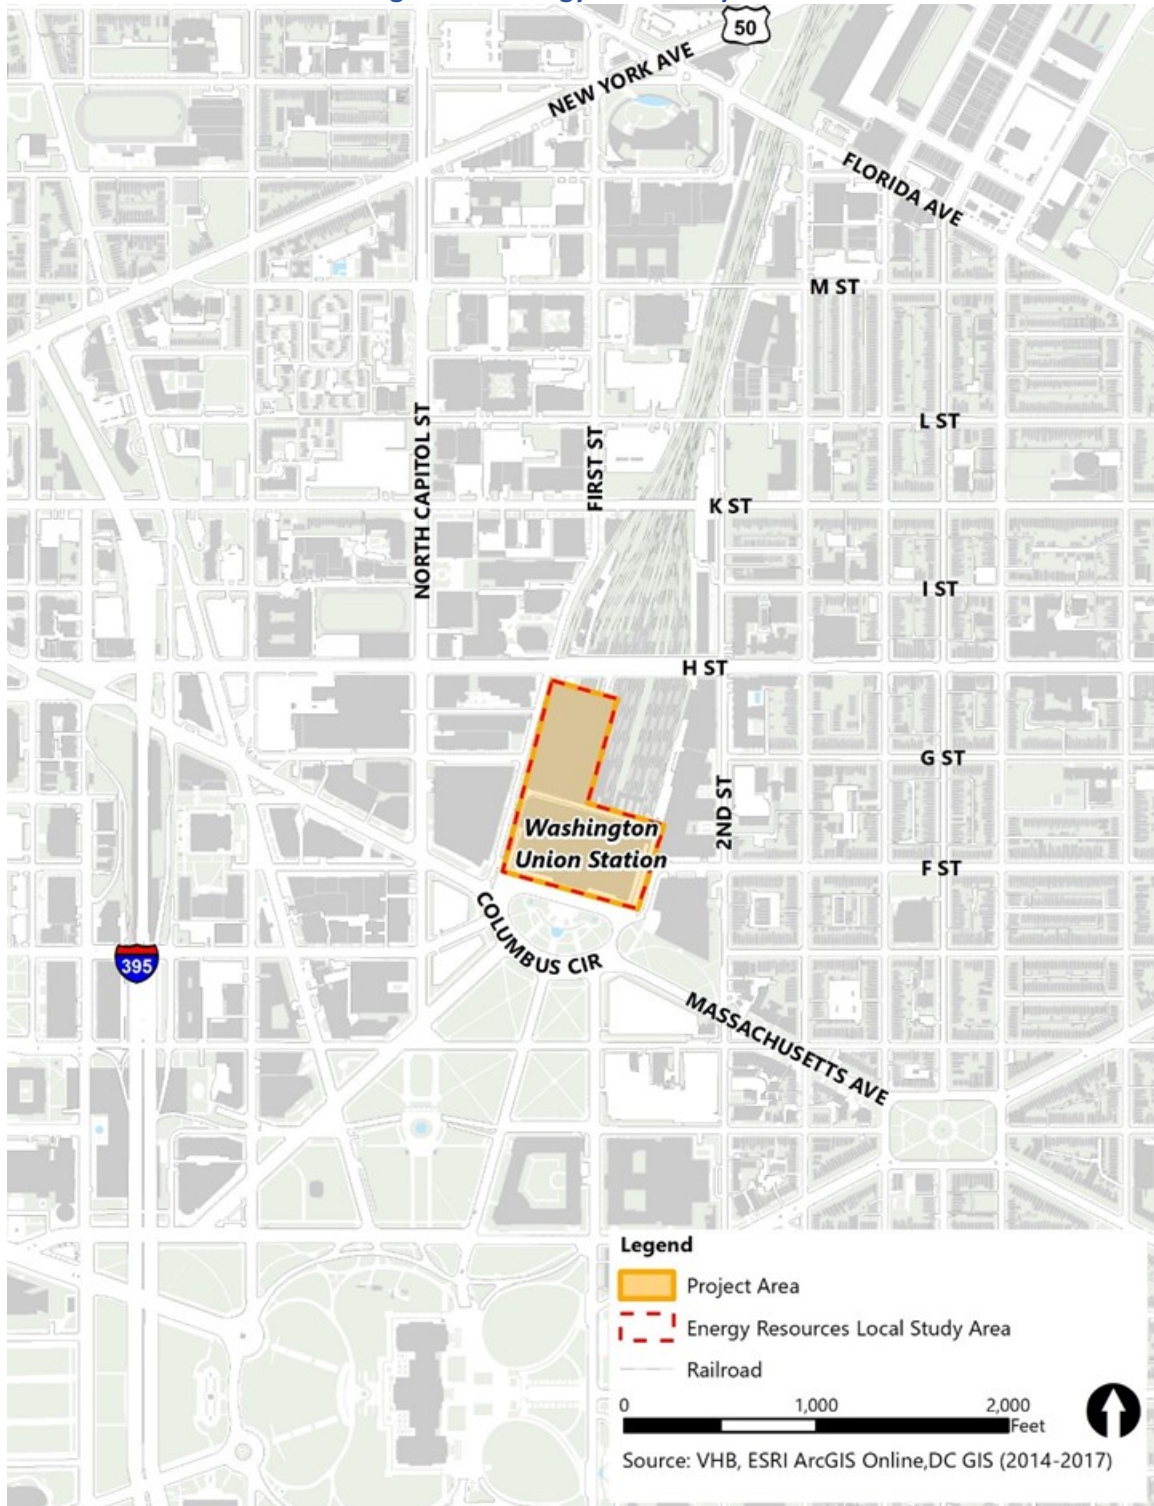 50
NEW YORK AVE
FLORIDA AVE
M ST
L ST
NORTH CAPITOL ST
FIRST ST
K ST
I ST
H ST
G ST
2ND ST
Washington
Union Station
F ST
COLUMBUS CIR
395
MASSACHUSETTS AVE
Legend
Project Area
Energy Resources Local Study Area
Railroad
0 1,000 2,000
Feet
Source: VHB, ESRI ArcGIS Online,DC GIS (2014-2017)